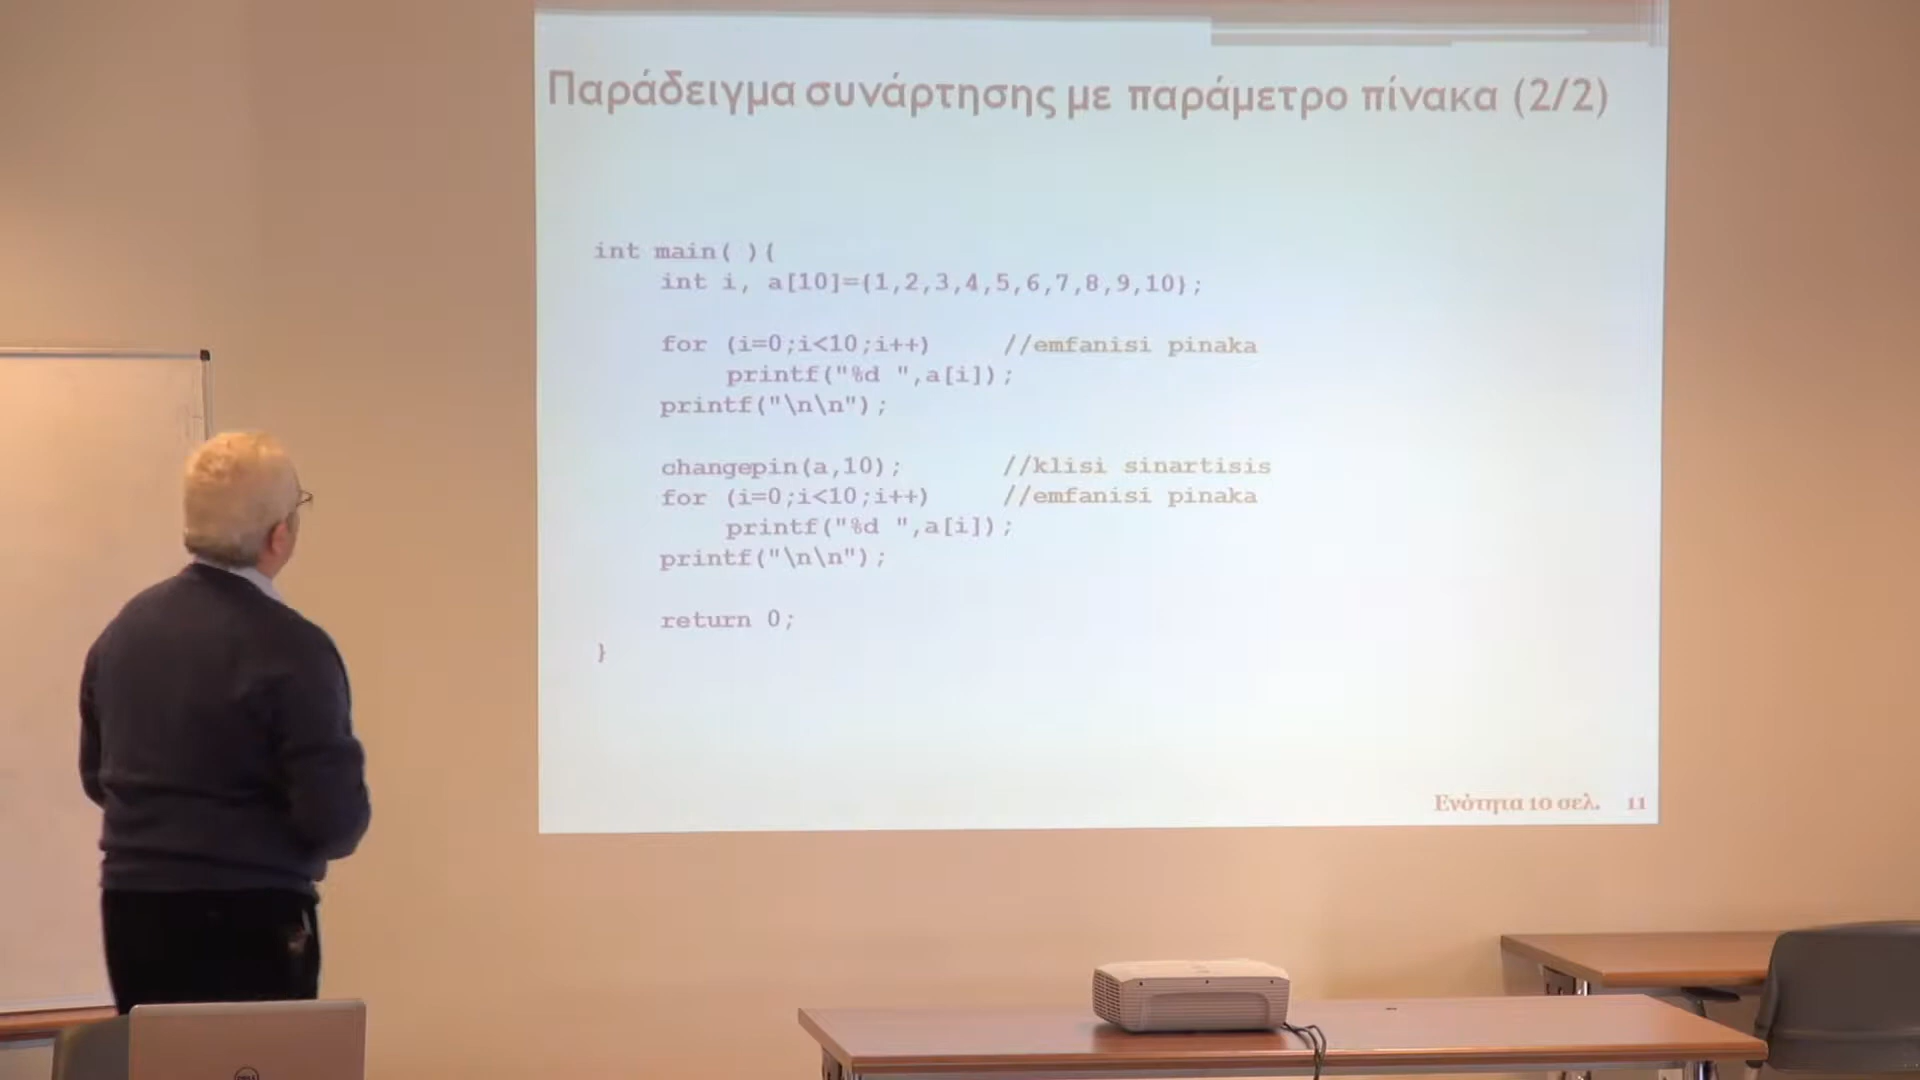 Παράδειγμα συνάρτησης με παράμετρο πίνακα (2/2)
int main( ){
int i, a[10]={1,2,3,4,5,6,7,8,9,10};
for (i=0;i<10;i++) //emfanisi pinaka
printf("%d ",a[i]);
printf("\n\n");
changepin(a,10); //klisi sinartisis
for (i=0;i<10;i++) //emfanisi pinaka
printf("%d ",a[i]);
printf("\n\n");
return 0;
}
Ενότητα 10 σελ. 11
DELL